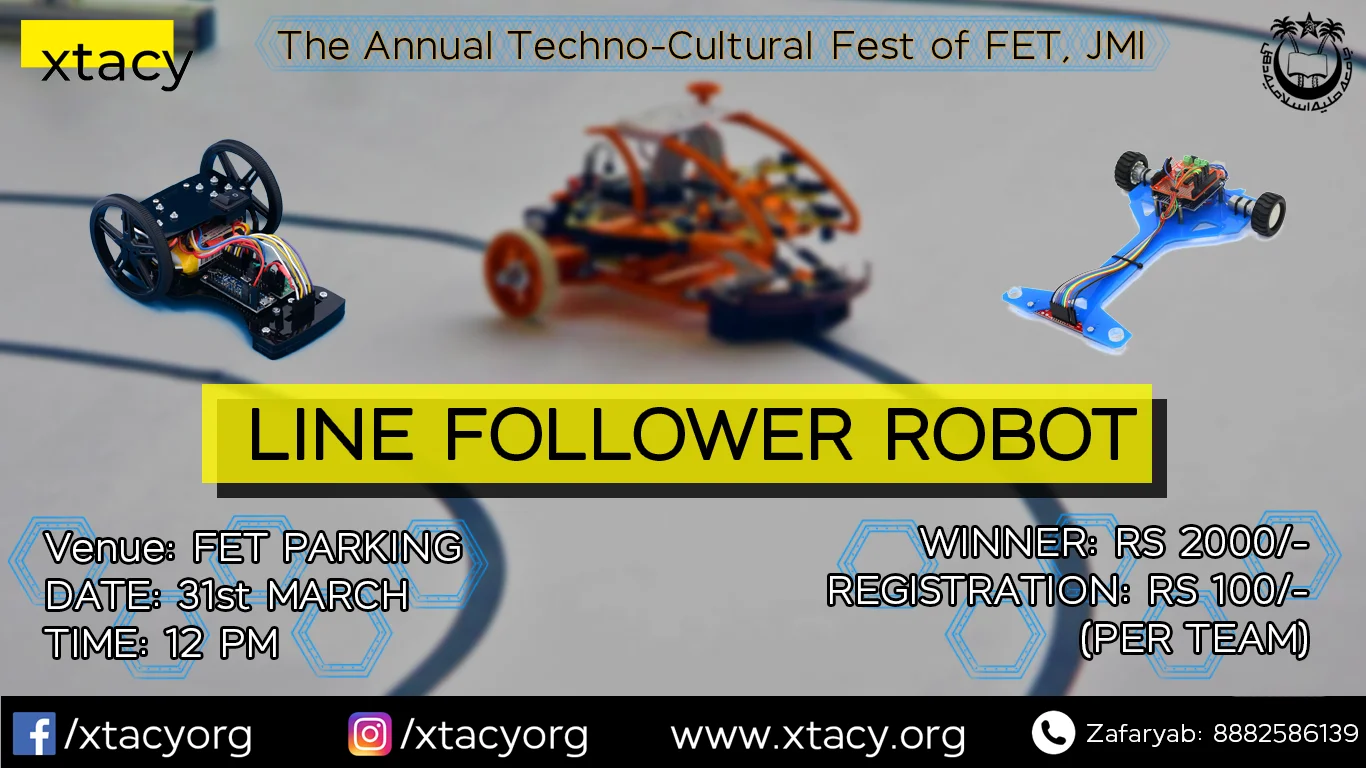 xtacy
The Annual Techno-Cultural Fest of FET, JMI
LINE FOLLOWER ROBOT
Venue: FET PARKING
DATE: 31st MARCH
TIME: 12 PM
WINNER: RS 2000/-
REGISTRATION: RS 100/-
(PER TEAM)
/xtacyorg
/xtacyorg
www.xtacy.org
Zafaryab: 8882586139